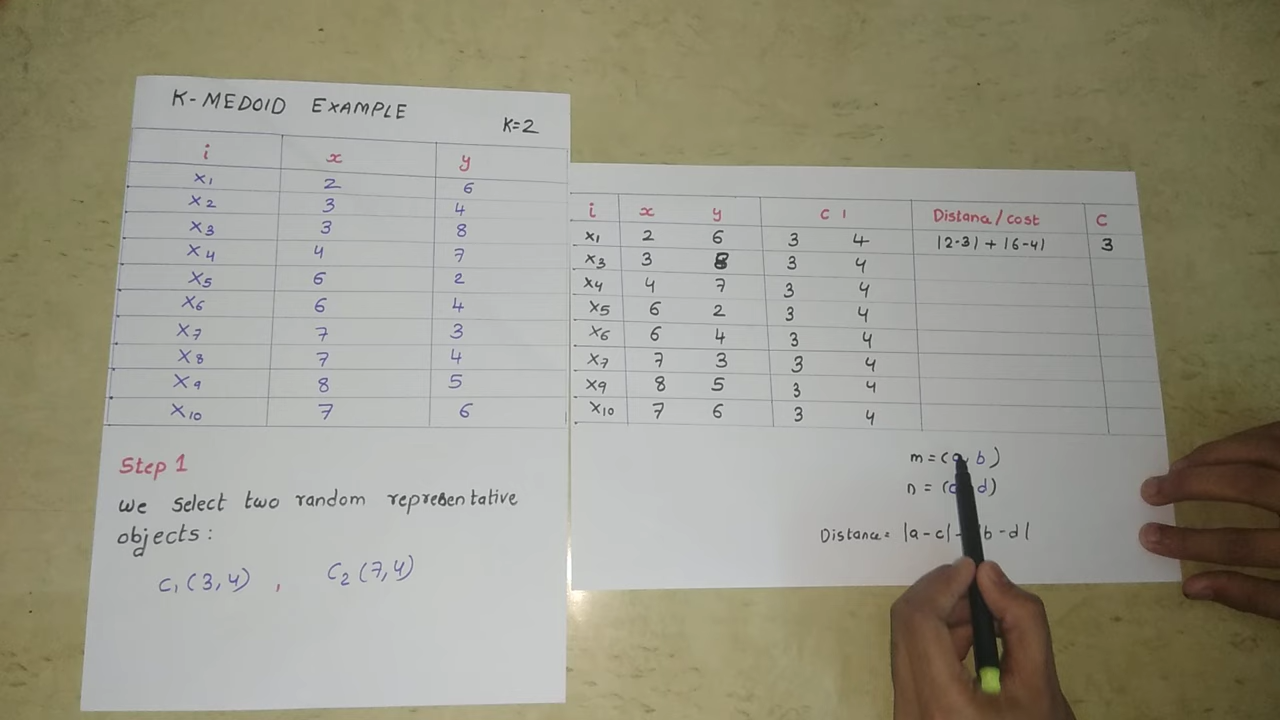 K-MEDOID EXAMPLE
K=2
i x y
x1 2 6
x2 3 4
x3 3 8
x4 4 7
x5 6 2
x6 6 4
x7 7 3
x8 7 4
x9 8 5
x10 7 6
Step 1
We select two random representative
objects:
C1(3,4) , C2(7,4)
i x y C1 Distana/cost C
x1 2 6 3 4 |2-3| + |6-4| 3
x3 3 8 3 4
x4 4 7 3 4
x5 6 2 3 4
x6 6 4 3 4
x7 7 3 3 4
x9 8 5 3 4
x10 7 6 3 4
m = (a, b)
n = ( d)
Distance= |a-c| |b-d|